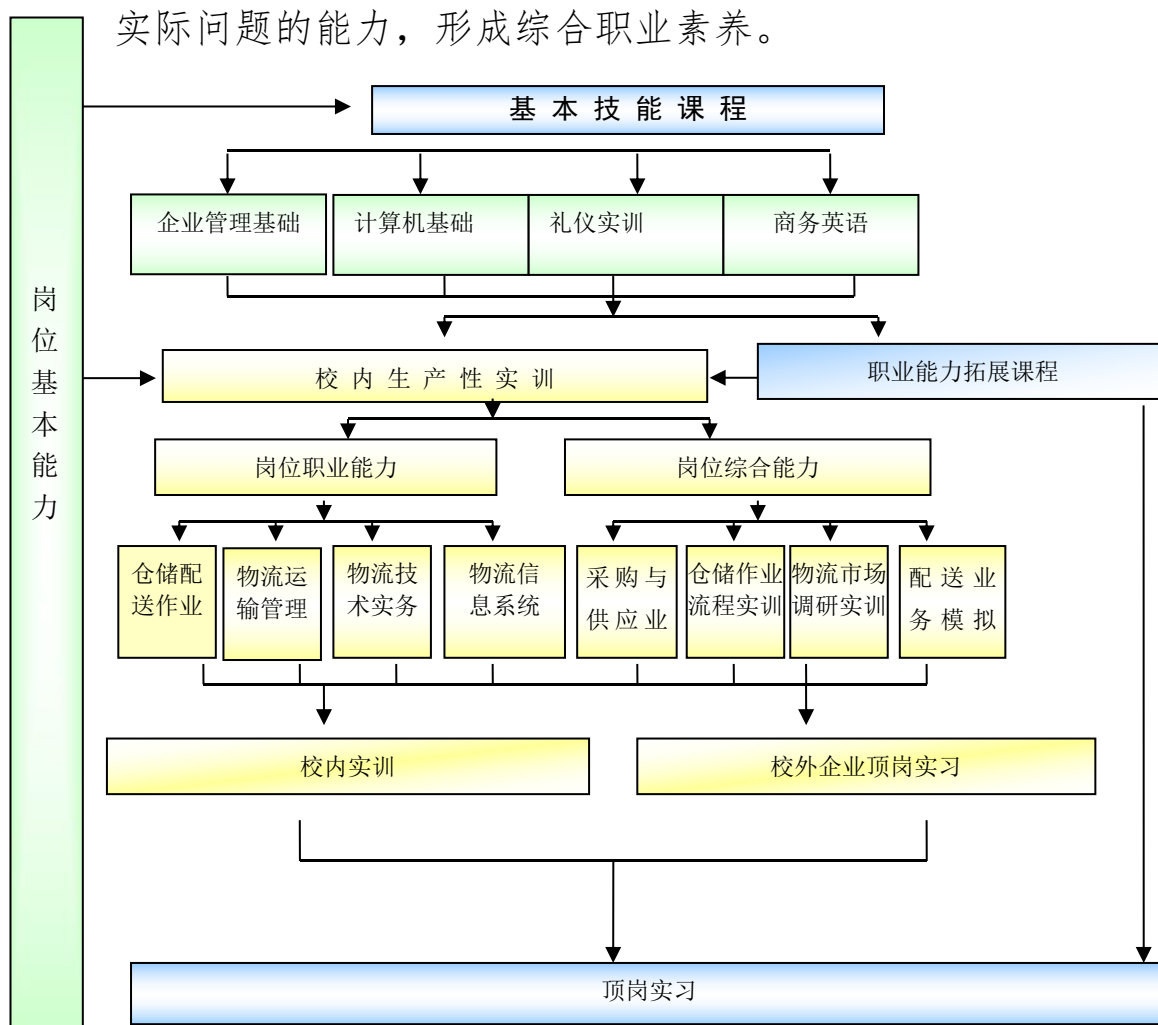 实际问题的能力，形成综合职业素养。
基本技能课程
企业管理基础
计算机基础
礼仪实训
商务英语
岗位基本能力
校内生产性实训
职业能力拓展课程
岗位职业能力
岗位综合能力
仓储配
送作业
物流运
输管理
物流技
术实务
物流信
息系统
采购与
供应业
仓储作业
流程实训
物流市场
调研实训
配送业
务模拟
校内实训
校外企业顶岗实习
顶岗实习